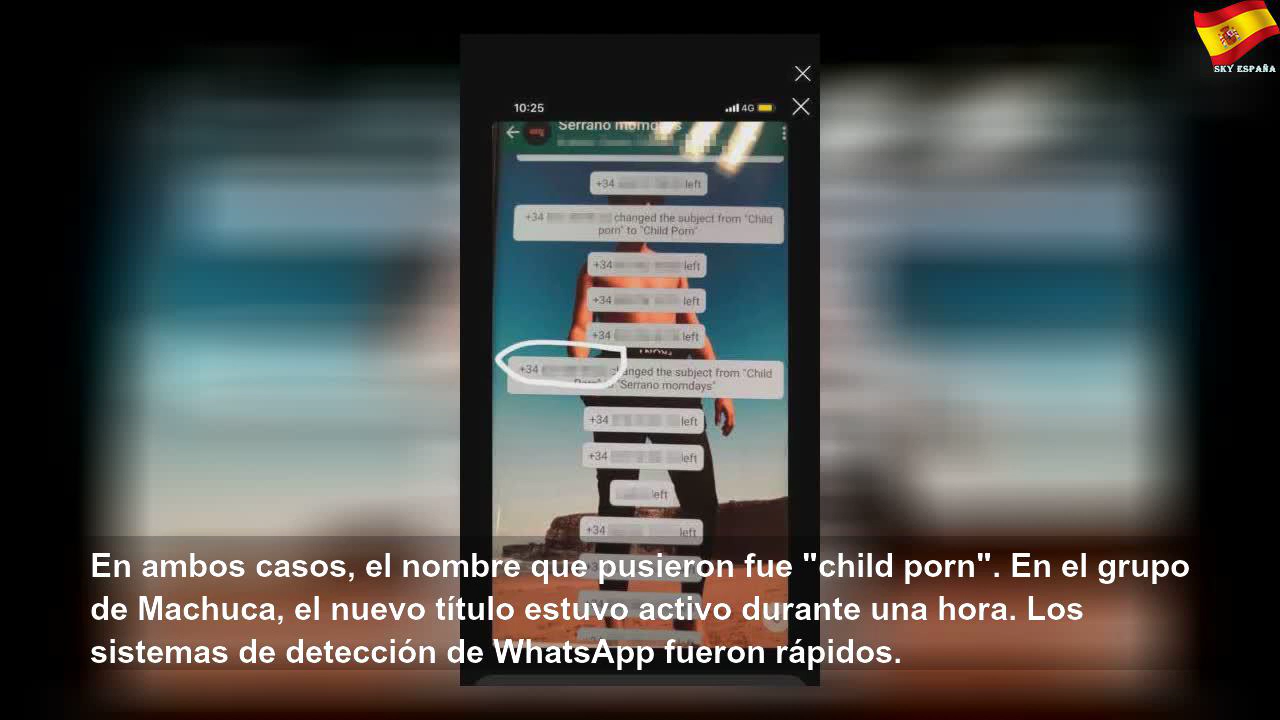 SKY ESPAÑA
10:25
4G
Serrano momdays
+34 left
+34 changed the subject from "Child
porn" to "Child Porn"
+34 left
+34 left
+34 left
+34 changed the subject from "Child
Porn" to "Serrano momdays"
+34 left
+34 left
left
+34 left
En ambos casos, el nombre que pusieron fue "child porn". En el grupo
de Machuca, el nuevo título estuvo activo durante una hora. Los
sistemas de detección de WhatsApp fueron rápidos.